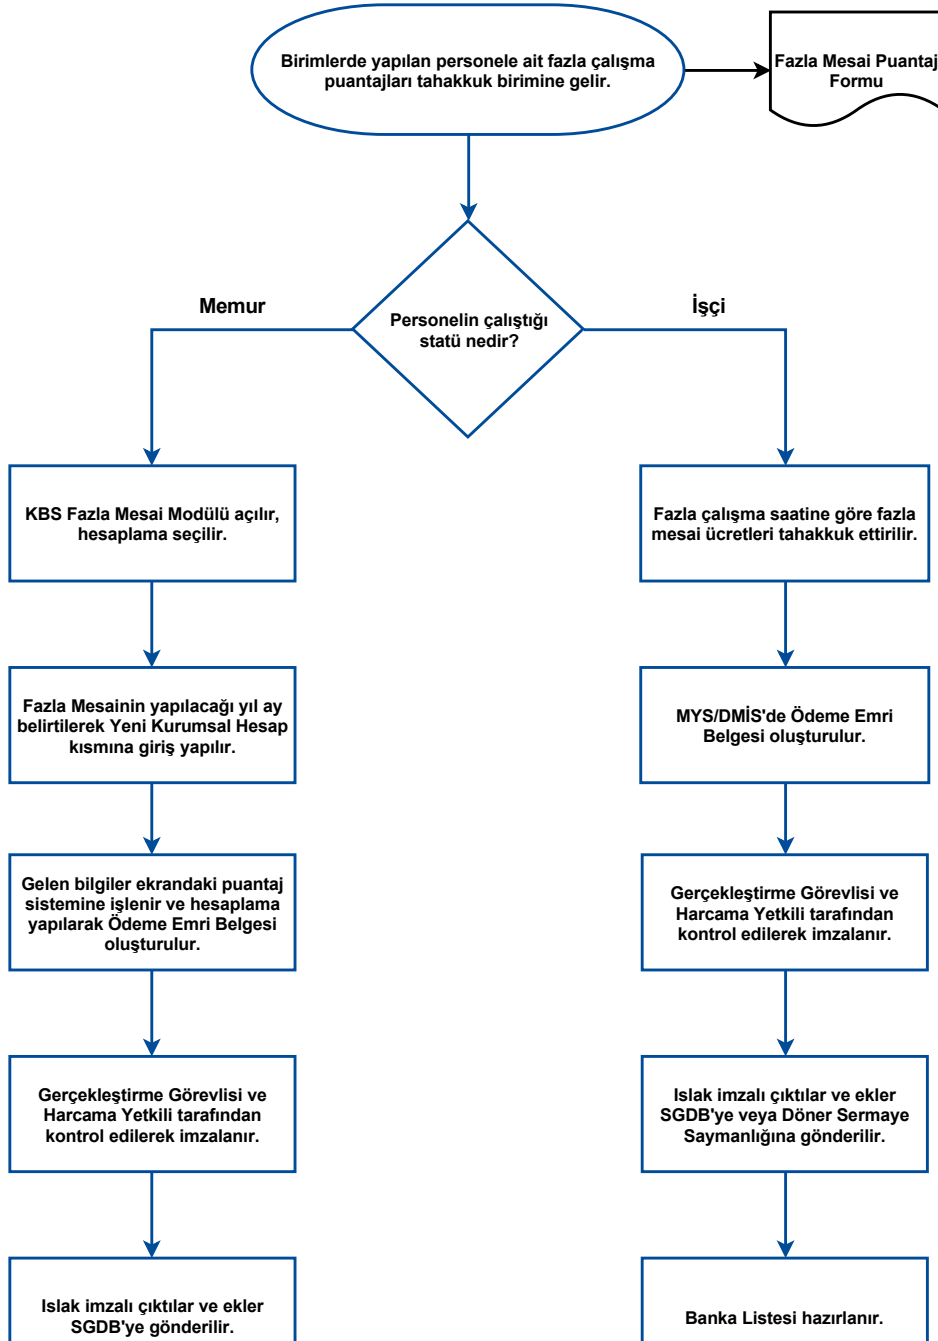 Birimlerde yapılan personele ait fazla çalışma
puantajları tahakkuk birimine gelir.
Fazla Mesai Puantaj
Formu
Personelin çalıştığı
statü nedir?
Memur
İşçi
KBS Fazla Mesai Modülü açılır,
hesaplama seçilir.
Fazla çalışma saatine göre fazla
mesai ücretleri tahakkuk ettirilir.
Fazla Mesainin yapılacağı yıl ay
belirtilerek Yeni Kurumsal Hesap
kısmına giriş yapılır.
MYS/DMİS'de Ödeme Emri
Belgesi oluşturulur.
Gelen bilgiler ekrandaki puantaj
sistemine işlenir ve hesaplama
yapılarak Ödeme Emri Belgesi
oluşturulur.
Gerçekleştirme Görevlisi ve
Harcama Yetkili tarafından
kontrol edilerek imzalanır.
Gerçekleştirme Görevlisi ve
Harcama Yetkili tarafından
kontrol edilerek imzalanır.
Islak imzalı çıktılar ve ekler
SGDB'ye veya Döner Sermaye
Saymanlığına gönderilir.
Islak imzalı çıktılar ve ekler
SGDB'ye gönderilir.
Banka Listesi hazırlanır.